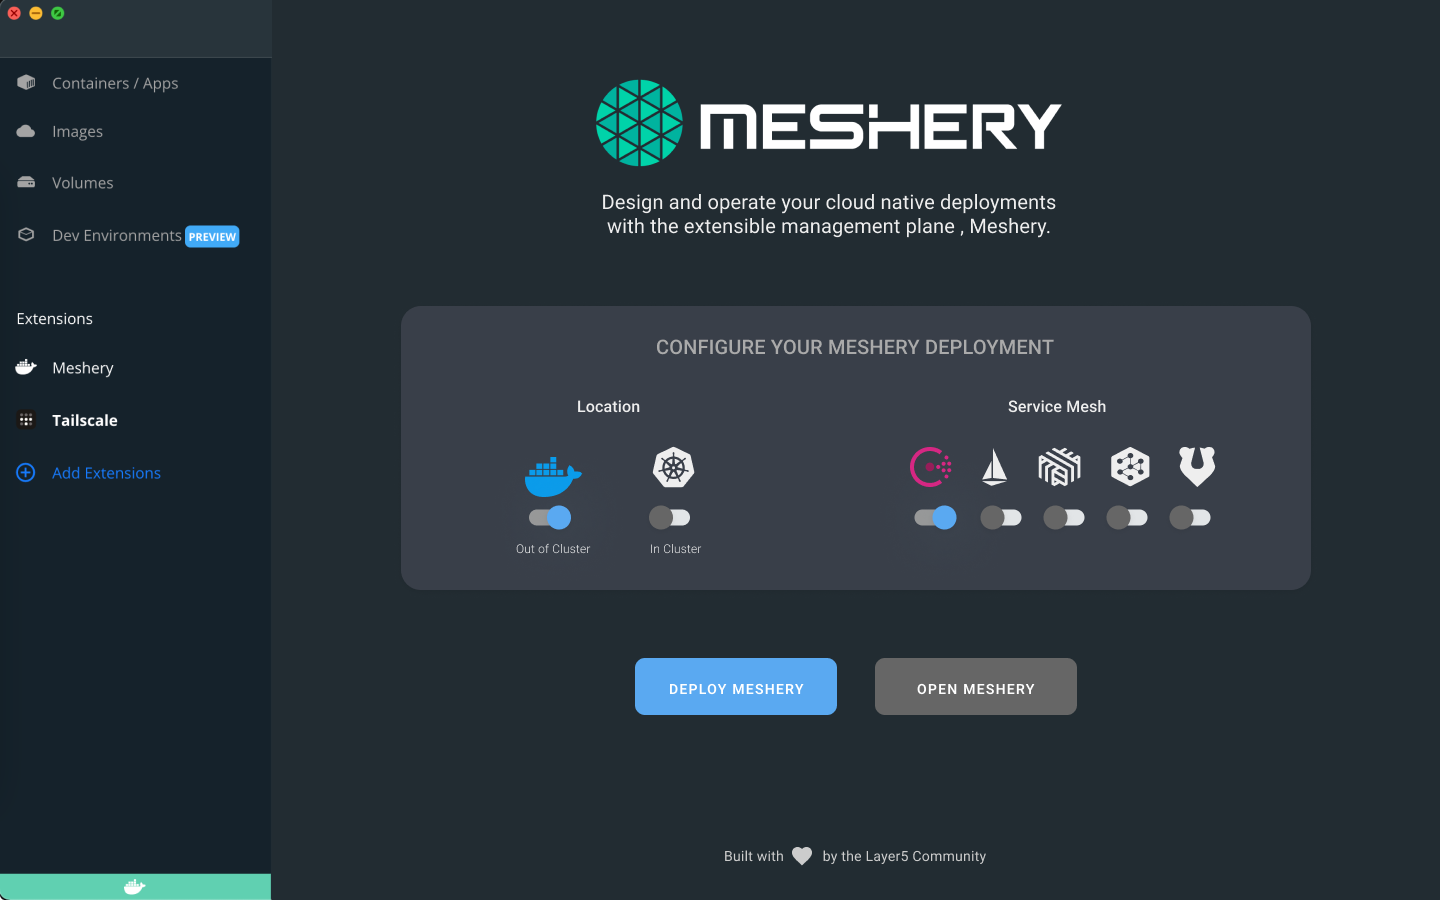 Containers / Apps
Images
Volumes
Dev Environments PREVIEW
Extensions
Meshery
Tailscale
Add Extensions
MESHERY
Design and operate your cloud native deployments
with the extensible management plane , Meshery.
CONFIGURE YOUR MESHERY DEPLOYMENT
Location
Service Mesh
Out of Cluster
In Cluster
DEPLOY MESHERY
OPEN MESHERY
Built with by the Layer5 Community